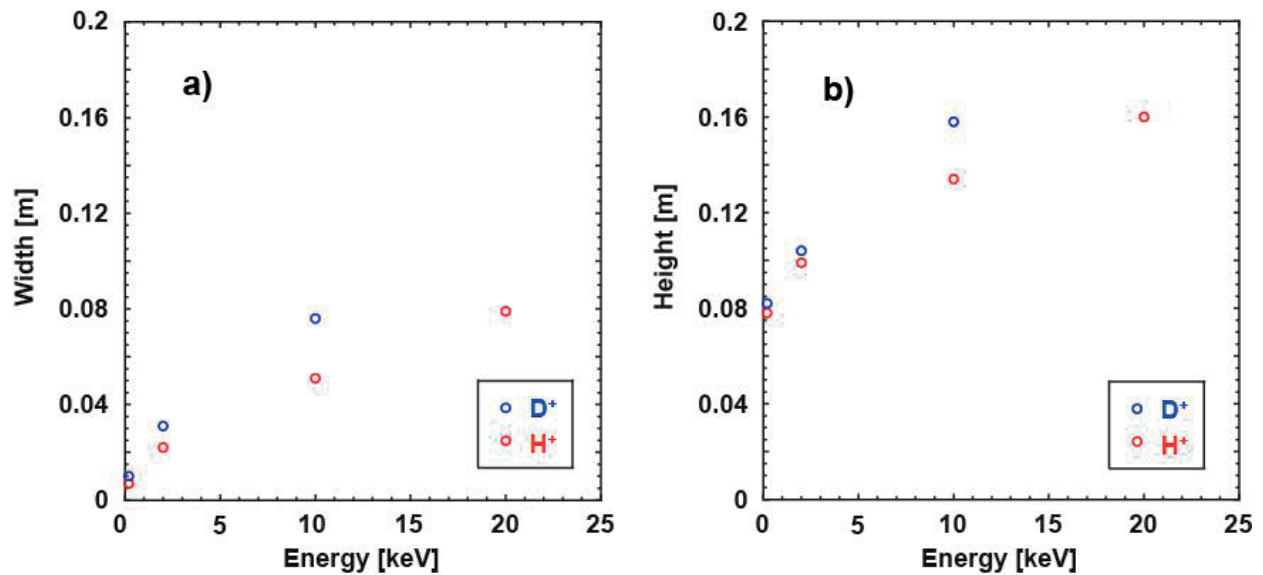 a)
0.2
0.16
0.12
0.08
0.04
0
Width [m]
0 5 10 15 20 25
Energy [keV]
D⁺
H⁺
b)
0.2
0.16
0.12
0.08
0.04
0
Height [m]
0 5 10 15 20 25
Energy [keV]
D⁺
H⁺